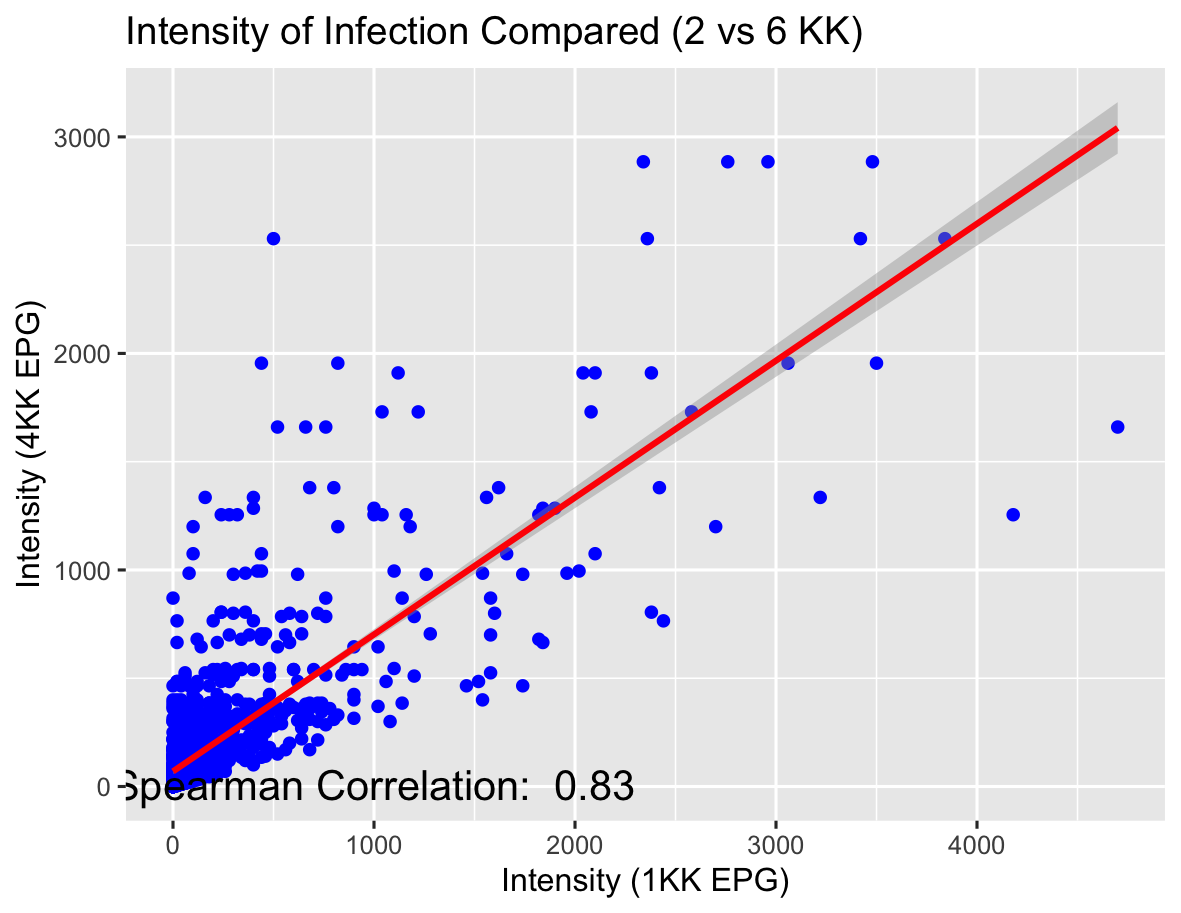 Intensity of Infection Compared (2 vs 6 KK)
3000
2000
1000
0
Intensity (4KK EPG)
Spearman Correlation: 0.83
0 1000 2000 3000 4000
Intensity (1KK EPG)